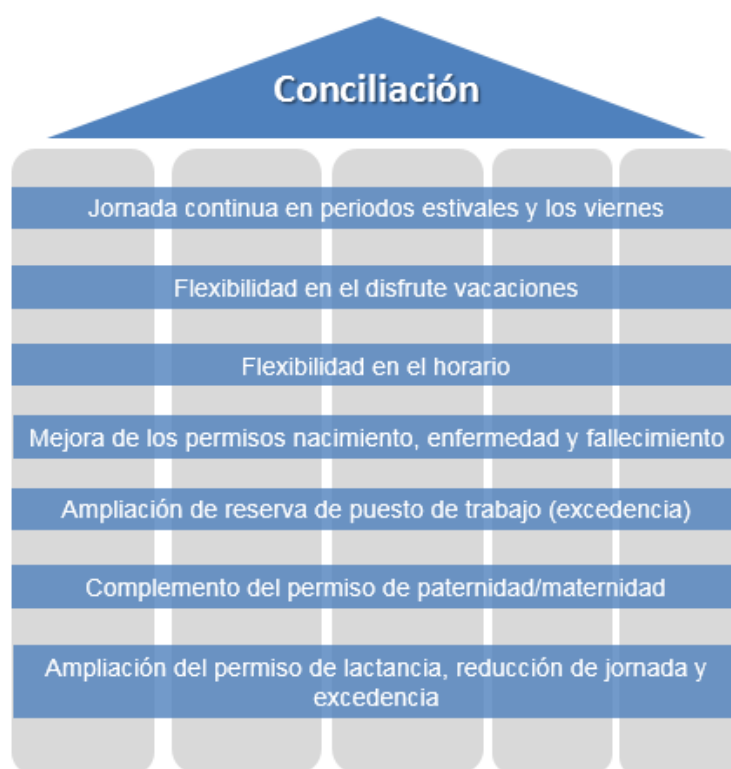 Conciliación
Jornada continua en periodos estivales y los viernes
Flexibilidad en el disfrute vacaciones
Flexibilidad en el horario
Mejora de los permisos nacimiento, enfermedad y fallecimiento
Ampliación de reserva de puesto de trabajo (excedencia)
Complemento del permiso de paternidad/maternidad
Ampliación del permiso de lactancia, reducción de jornada y
excedencia